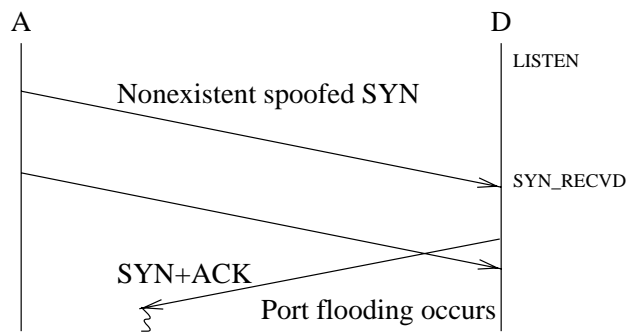 A
D
LISTEN
Nonexistent spoofed SYN
SYN_RECVD
SYN+ACK
Port flooding occurs